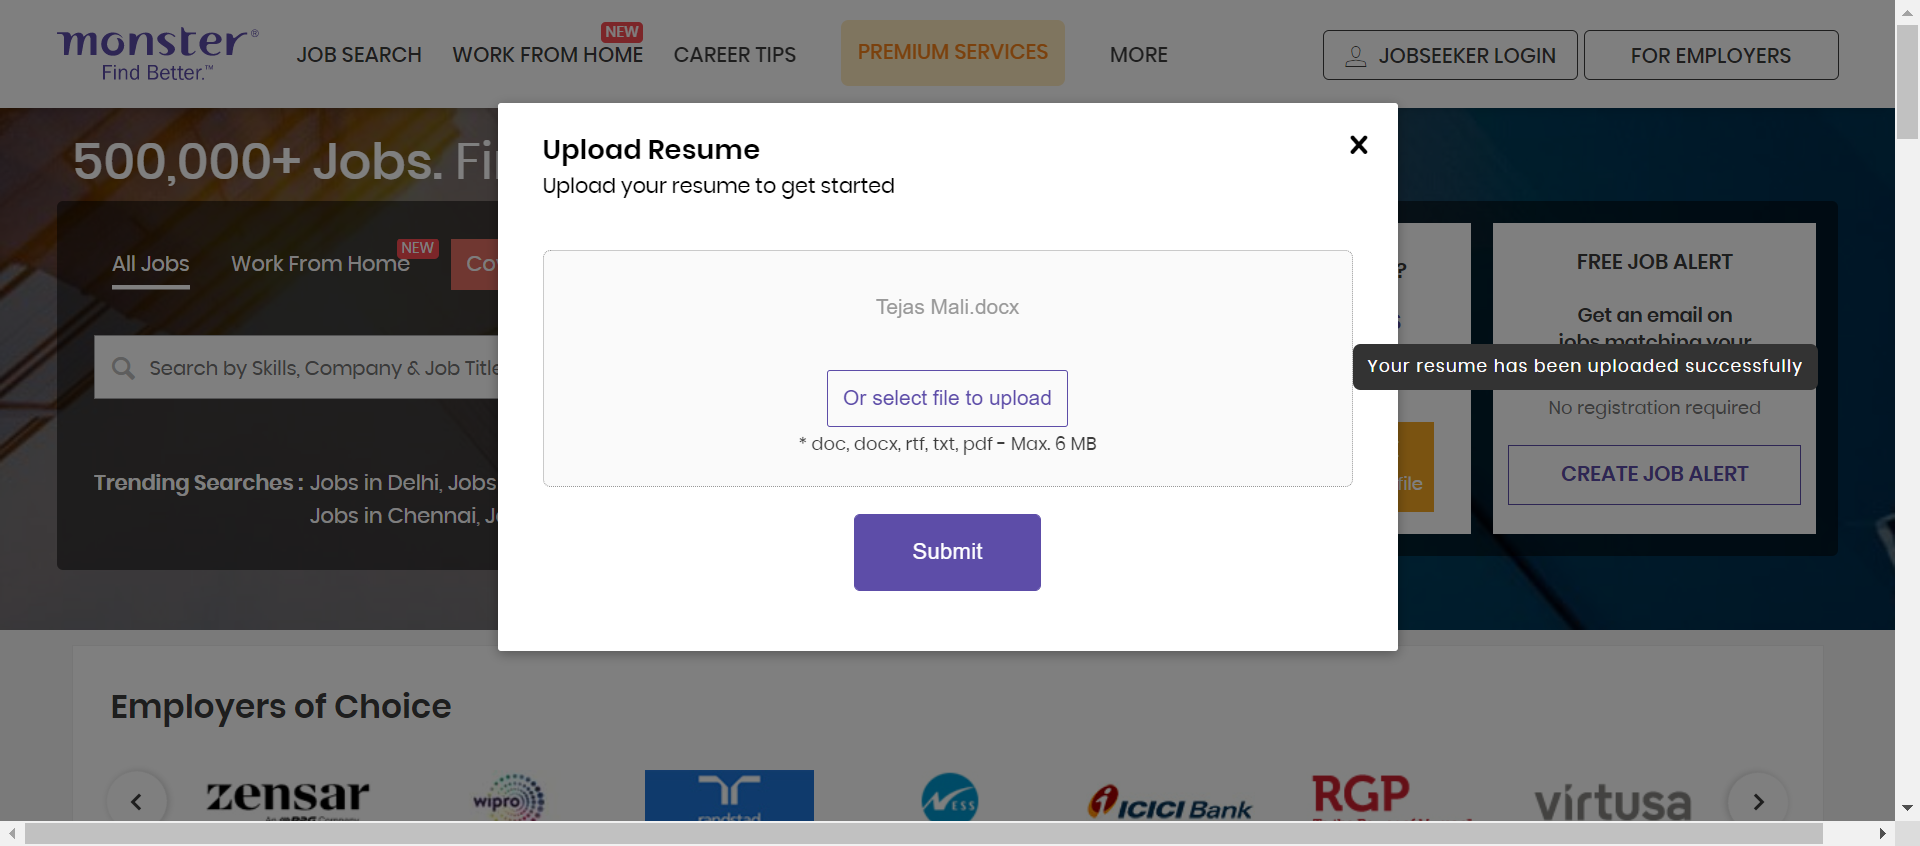 monster®
Find Better.™
JOB SEARCH
WORK FROM HOME
NEW
CAREER TIPS
PREMIUM SERVICES
MORE
JOBSEEKER LOGIN
FOR EMPLOYERS
500,000+ Jobs.
All Jobs
Work From Home
NEW
Search by Skills, Company & Job Title
Trending Searches : Jobs in Delhi, Jobs
Jobs in Chennai,
Upload Resume
Upload your resume to get started
Tejas Mali.docx
Or select file to upload
* doc, docx, rtf, txt, pdf - Max. 6 MB
Submit
FREE JOB ALERT
Get an email on
jobs matching your
Your resume has been uploaded successfully
No registration required
CREATE JOB ALERT
Employers of Choice
zensar
wipro
randstad
NESS
ICICI Bank
RGP
virtusa